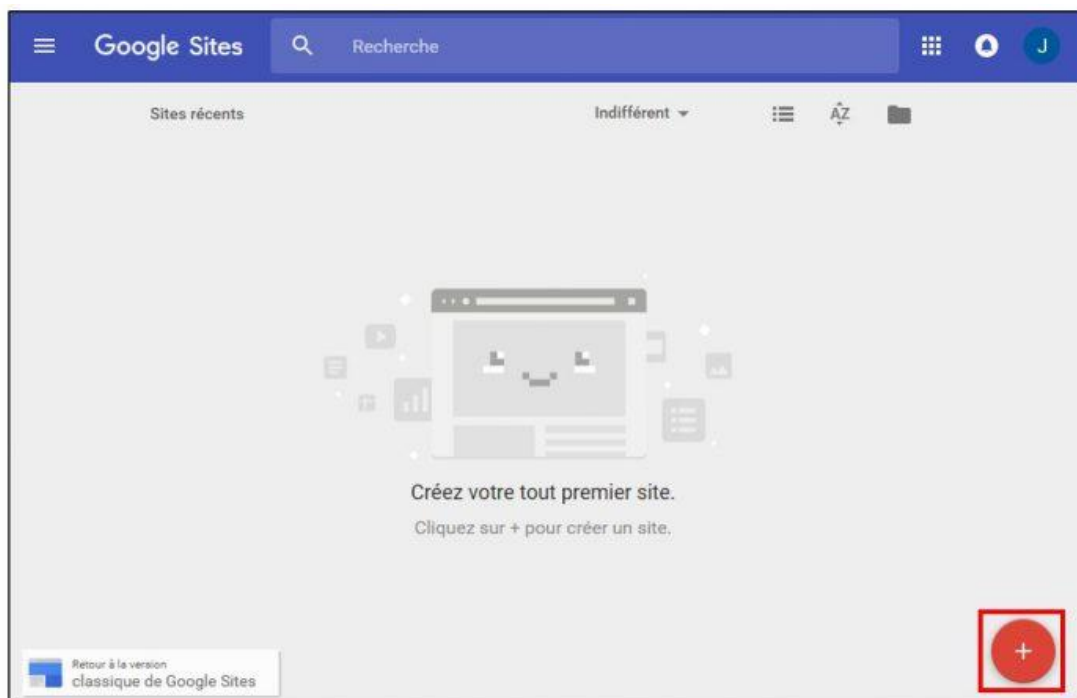 Google Sites
Recherche
J
Sites récents
Indifférent
AZ
Créez votre tout premier site.
Cliquez sur + pour créer un site.
Retour à la version
classique de Google Sites
+